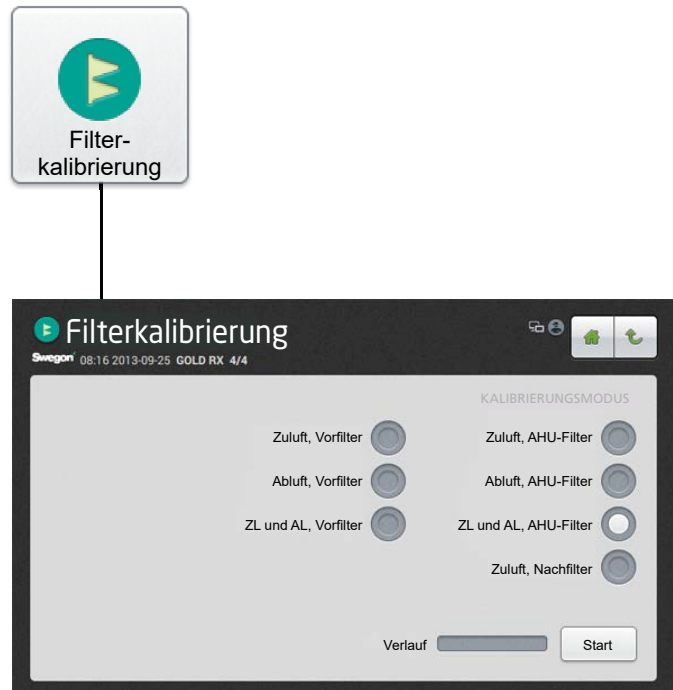 Filter-
kalibrierung
Filterkalibrierung
Swegon 08:16 2013-09-25 GOLD RX 4/4
KALIBRIERUNGSMODUS
Zuluft, Vorfilter
Zuluft, AHU-Filter
Abluft, Vorfilter
Abluft, AHU-Filter
ZL und AL, Vorfilter
ZL und AL, AHU-Filter
Zuluft, Nachfilter
Verlauf
Start